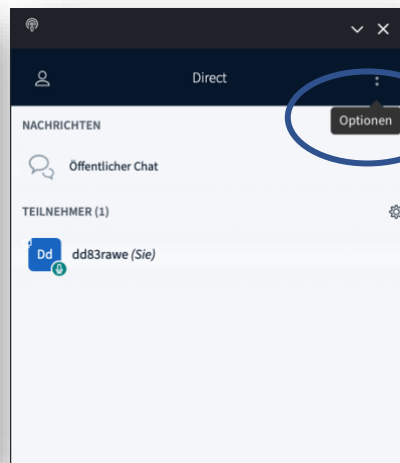 Direct
Optionen
NACHRICHTEN
Öffentlicher Chat
TEILNEHMER (1)
Dd dd83rawe (Sie)